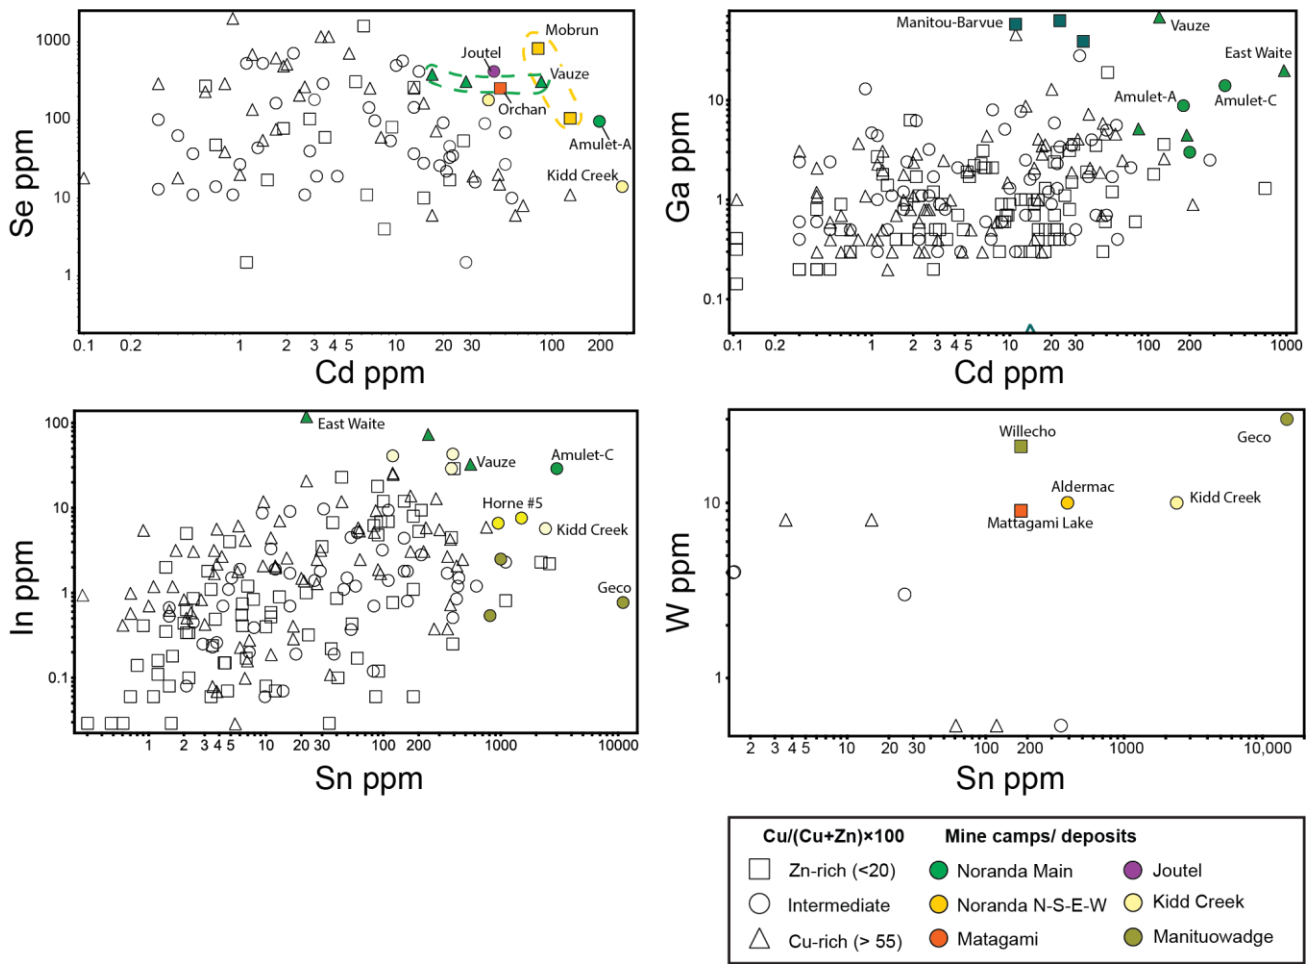 1000
100
10
1
Se ppm
Mobrun
Joutel
Vauze
Orchan
Amulet-A
Kidd Creek
0.1 0.2 1 2 3 4 5 10 20 30 100 200
Cd ppm
10
1
0.1
Ga ppm
Manitou-Barvue
Vauze
East Waite
Amulet-A
Amulet-C
0.1 0.2 1 2 3 4 5 10 20 30 100 200 1000
Cd ppm
100
10
1
0.1
In ppm
East Waite
Vauze
Amulet-C
Horne #5
Kidd Creek
Geco
1 2 3 4 5 10 20 30 100 200 1000 10000
Sn ppm
10
1
W ppm
Willecho
Geco
Aldermac
Kidd Creek
Mattagami Lake
2 3 4 5 10 20 30 100 200 1000 10,000
Sn ppm
Cu/(Cu+Zn)×100 Mine camps/ deposits
Zn-rich (<20) Noranda Main Joutel
Intermediate Noranda N-S-E-W Kidd Creek
Cu-rich (> 55) Matagami Manituowadge